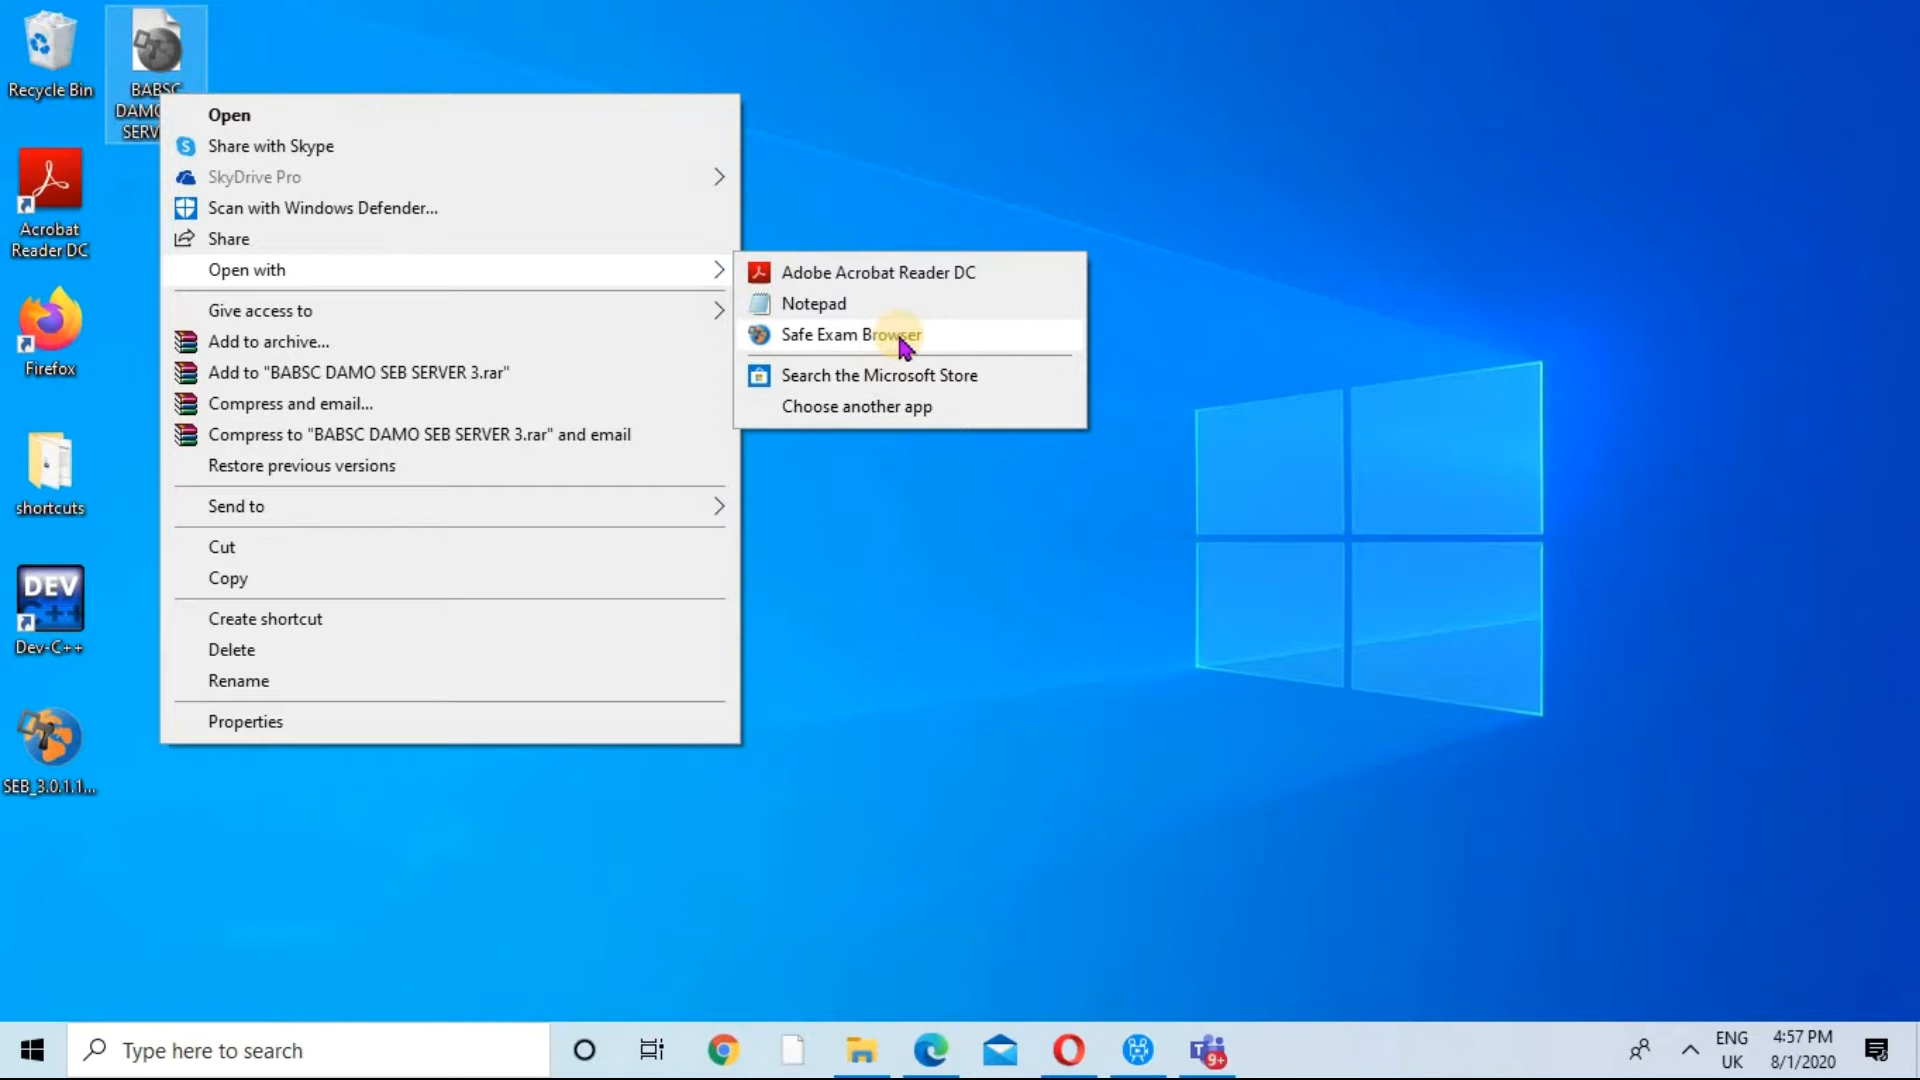 Recycle Bin
BABSC
DAMO
SERV
Acrobat
Reader DC
Firefox
shortcuts
DEV
C++
Dev-C++
SEB_3.0.1.1...
Open
Share with Skype
SkyDrive Pro
Scan with Windows Defender...
Share
Open with
Give access to
Add to archive...
Add to "BABSC DAMO SEB SERVER 3.rar"
Compress and email...
Compress to "BABSC DAMO SEB SERVER 3.rar" and email
Restore previous versions
Send to
Cut
Copy
Create shortcut
Delete
Rename
Properties
Adobe Acrobat Reader DC
Notepad
Safe Exam Browser
Search the Microsoft Store
Choose another app
Type here to search
9+
ENG
UK
4:57 PM
8/1/2020